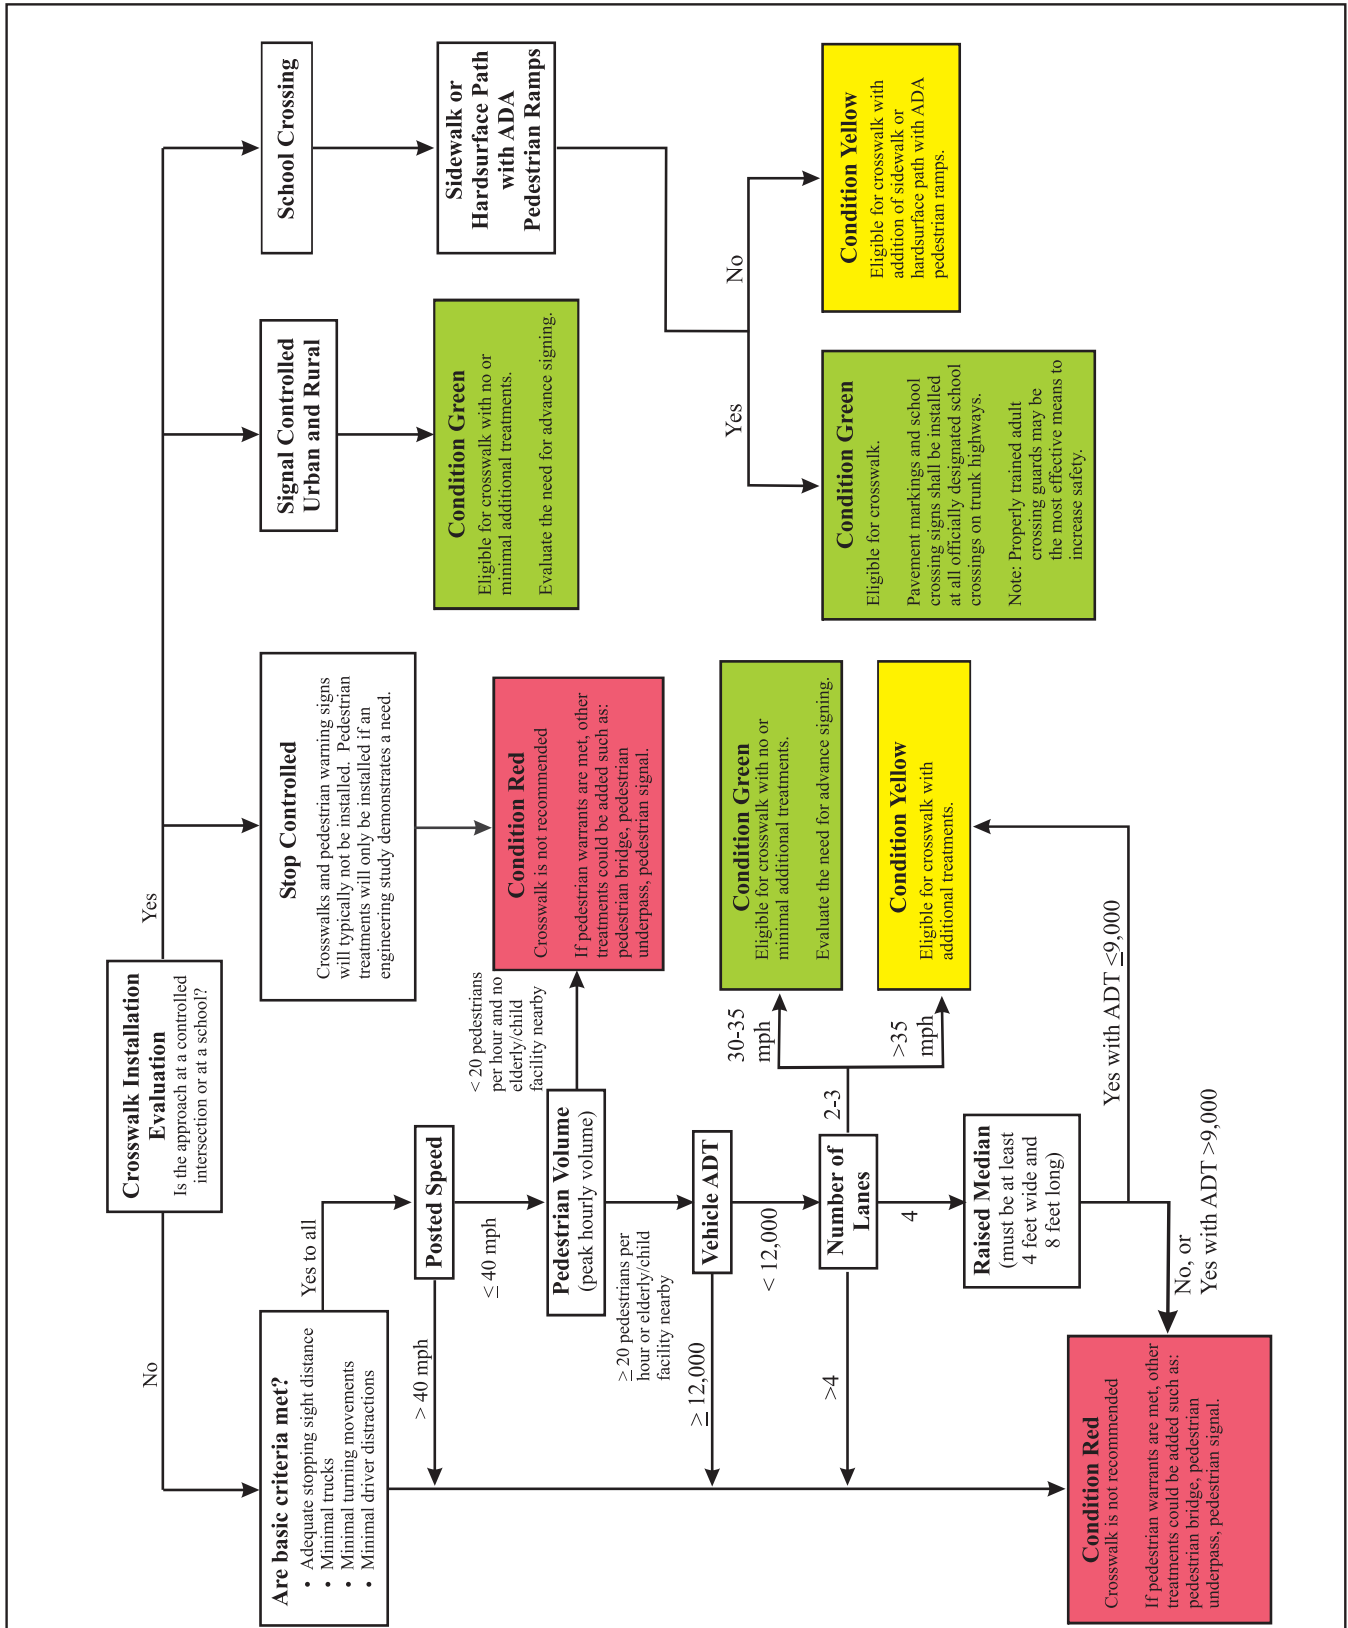 Crosswalk Installation
Evaluation
Is the approach at a controlled
intersection or at a school?
No
Yes
Are basic criteria met?
• Adequate stopping sight distance
• Minimal trucks
• Minimal turning movements
• Minimal driver distractions
Yes to all
Stop Controlled
Crosswalks and pedestrian warning signs
will typically not be installed. Pedestrian
treatments will only be installed if an
engineering study demonstrates a need.
Signal Controlled
Urban and Rural
School Crossing
Posted Speed
> 40 mph
≤ 40 mph
Pedestrian Volume
(peak hourly volume)
< 20 pedestrians
per hour and no
elderly/child
facility nearby
Condition Red
Crosswalk is not recommended
If pedestrian warrants are met, other
treatments could be added such as:
pedestrian bridge, pedestrian
underpass, pedestrian signal.
Condition Green
Eligible for crosswalk with no or
minimal additional treatments.
Evaluate the need for advance signing.
Sidewalk or
Hardsurface Path
with ADA
Pedestrian Ramps
≥ 20 pedestrians per
hour or elderly/child
facility nearby
Vehicle ADT
≥ 12,000
< 12,000
Number of
Lanes
>4
4
2-3
30-35
mph
>35
mph
Condition Green
Eligible for crosswalk with no or
minimal additional treatments.
Evaluate the need for advance signing.
Condition Yellow
Eligible for crosswalk with
additional treatments.
Yes
No
Condition Green
Eligible for crosswalk.
Pavement markings and school
crossing signs shall be installed
at all officially designated school
crossings on trunk highways.
Note: Properly trained adult
crossing guards may be
the most effective means to
increase safety.
Condition Yellow
Eligible for crosswalk with
addition of sidewalk or
hardsurface path with ADA
pedestrian ramps.
Raised Median
(must be at least
4 feet wide and
8 feet long)
Yes with ADT ≤9,000
No, or
Yes with ADT >9,000
Condition Red
Crosswalk is not recommended
If pedestrian warrants are met, other
treatments could be added such as:
pedestrian bridge, pedestrian
underpass, pedestrian signal.